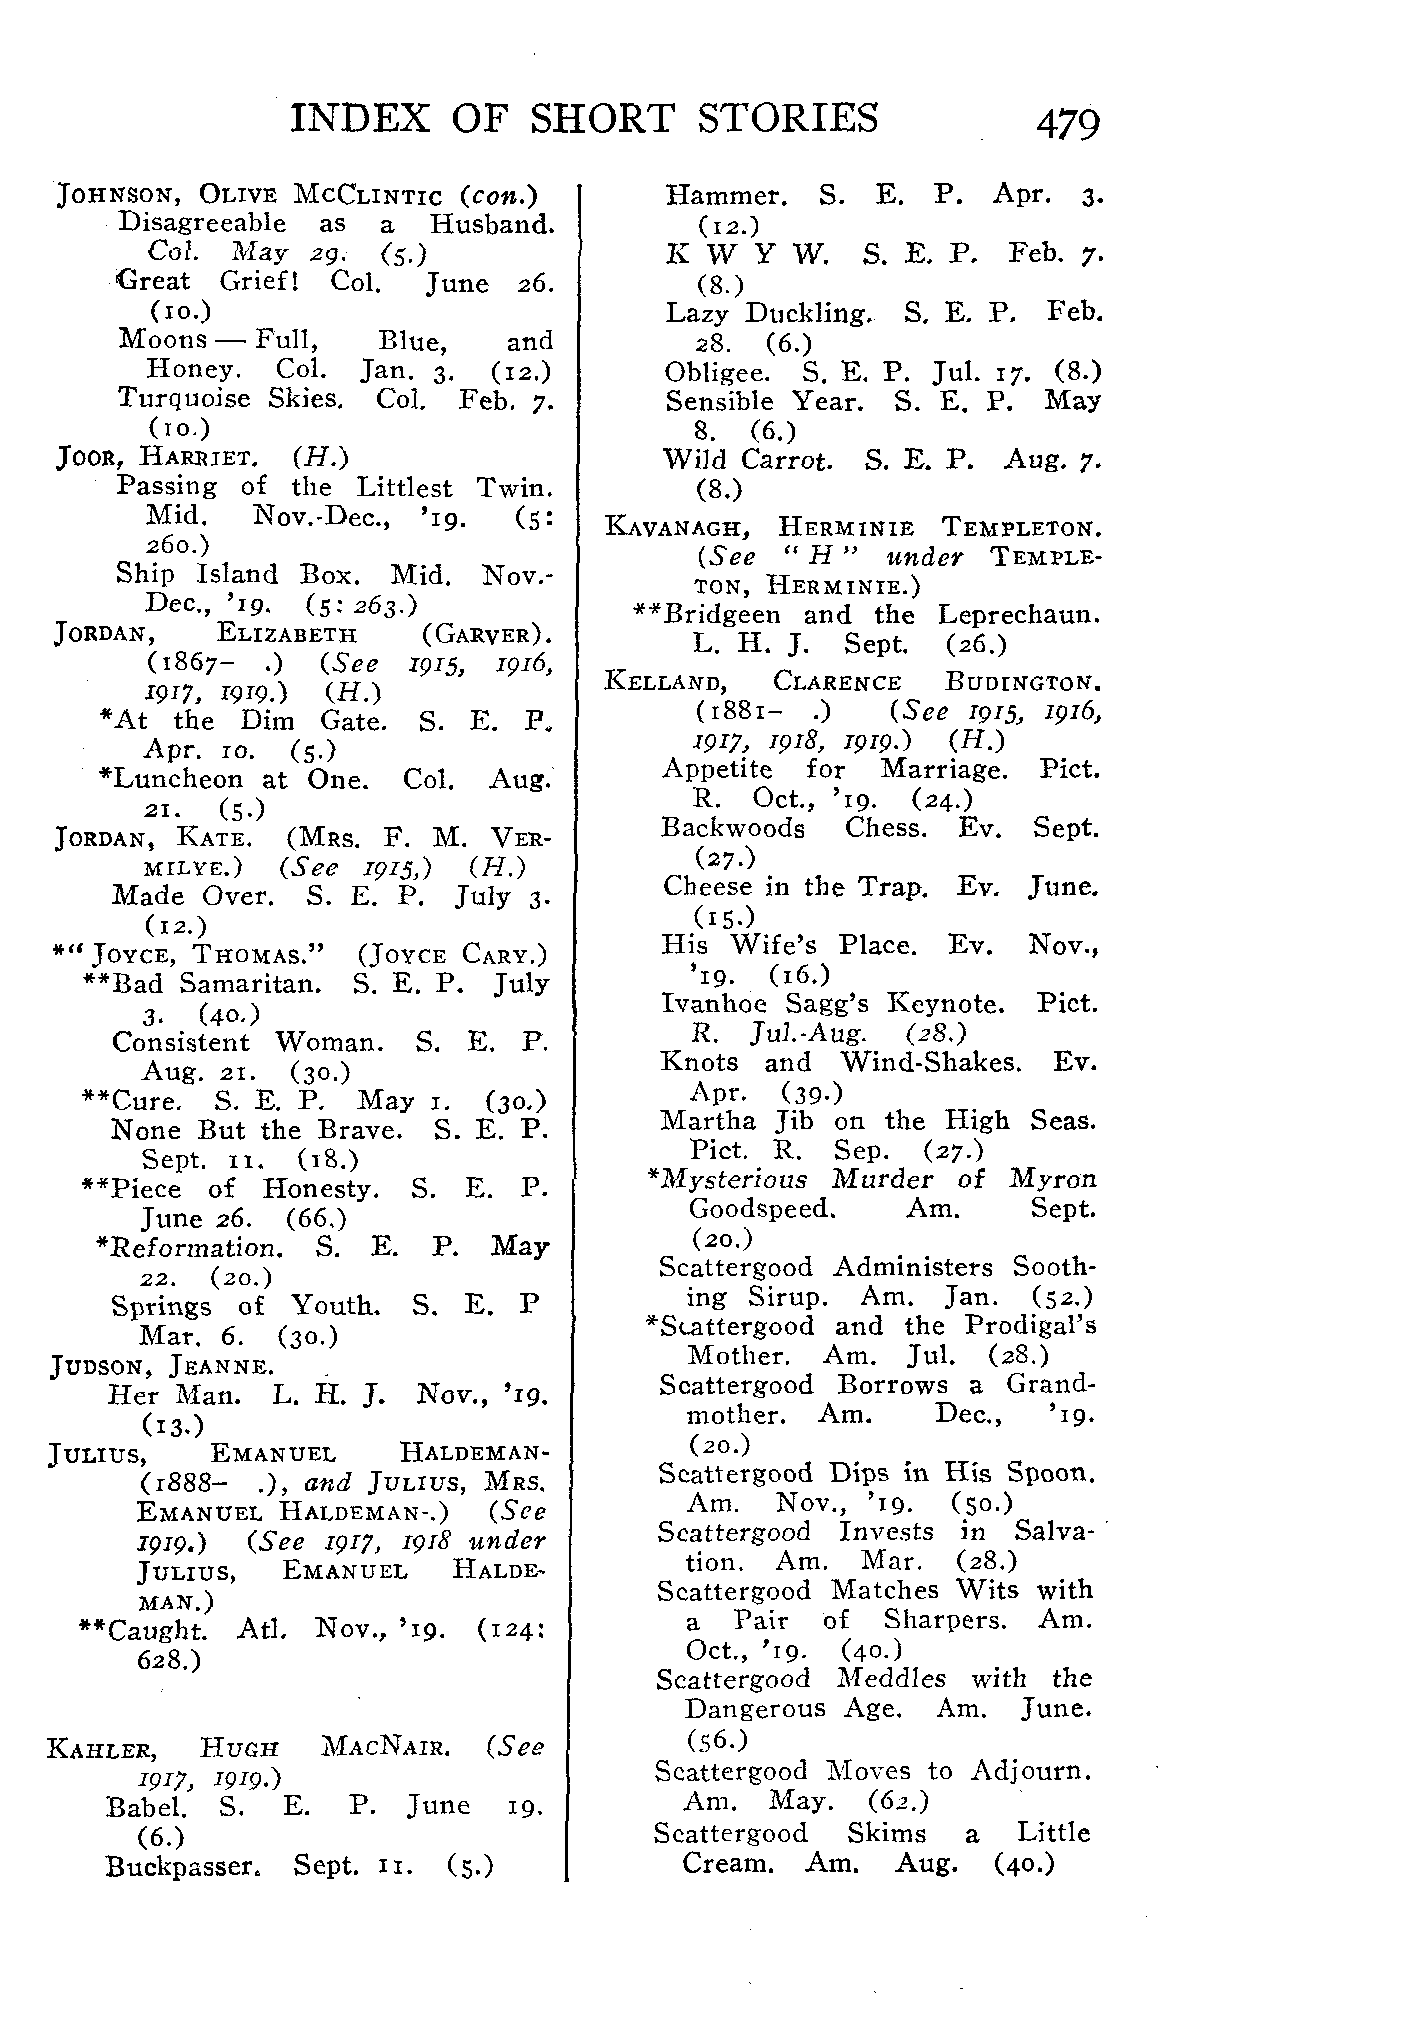 INDEX OF SHORT STORIES 479
JOHNSON, OLIVE MCCLINTIC (con.)
Disagreeable as a Husband.
Col. May 29. (5.)
Great Grief! Col. June 26.
(10.)
Moons — Full, Blue, and
Honey. Col. Jan. 3. (12.)
Turquoise Skies. Col. Feb. 7.
(10.)
JOOR, HARRIET. (H.)
Passing of the Littlest Twin.
Mid. Nov.-Dec., '19. (5:
260.)
Ship Island Box. Mid. Nov.-
Dec., '19. (5: 263.)
JORDAN, ELIZABETH (GARVER).
(1867– .) (See 1915, 1916,
1917, 1919.) (H.)
*At the Dim Gate. S. E. P.
Apr. 10. (5.)
*Luncheon at One. Col. Aug.
21. (5.)
JORDAN, KATE. (MRS. F. M. VER-
MILYE.) (See 1915,) (H.)
Made Over. S. E. P. July 3.
(12.)
*"JOYCE, THOMAS." (JOYCE CARY.)
**Bad Samaritan. S. E. P. July
3. (40.)
Consistent Woman. S. E. P.
Aug. 21. (30.)
**Cure. S. E. P. May 1. (30.)
None But the Brave. S. E. P.
Sept. 11. (18.)
**Piece of Honesty. S. E. P.
June 26. (66.)
*Reformation. S. E. P. May
22. (20.)
Springs of Youth. S. E. P
Mar. 6. (30.)
JUDSON, JEANNE.
Her Man. L. H. J. Nov., '19.
(13.)
JULIUS, EMANUEL HALDEMAN-
(1888– .), and JULIUS, MRS.
EMANUEL HALDEMAN-.) (See
1919.) (See 1917, 1918 under
JULIUS, EMANUEL HALDE-
MAN.)
**Caught. Atl. Nov., '19. (124:
628.)
KAHLER, HUGH MACNAIR. (See
1917, 1919.)
Babel. S. E. P. June 19.
(6.)
Buckpasser. Sept. 11. (5.)
Hammer. S. E. P. Apr. 3.
(12.)
K W Y W. S. E. P. Feb. 7.
(8.)
Lazy Duckling. S. E. P. Feb.
28. (6.)
Obligee. S. E. P. Jul. 17. (8.)
Sensible Year. S. E. P. May
8. (6.)
Wild Carrot. S. E. P. Aug. 7.
(8.)
KAVANAGH, HERMINIE TEMPLETON.
(See "H" under TEMPLE-
TON, HERMINIE.)
**Bridgeen and the Leprechaun.
L. H. J. Sept. (26.)
KELLAND, CLARENCE BUDINGTON.
(1881– .) (See 1915, 1916,
1917, 1918, 1919.) (H.)
Appetite for Marriage. Pict.
R. Oct., '19. (24.)
Backwoods Chess. Ev. Sept.
(27.)
Cheese in the Trap. Ev. June.
(15.)
His Wife's Place. Ev. Nov.,
'19. (16.)
Ivanhoe Sagg's Keynote. Pict.
R. Jul.-Aug. (28.)
Knots and Wind-Shakes. Ev.
Apr. (39.)
Martha Jib on the High Seas.
Pict. R. Sep. (27.)
*Mysterious Murder of Myron
Goodspeed. Am. Sept.
(20.)
Scattergood Administers Sooth-
ing Sirup. Am. Jan. (52.)
*Scattergood and the Prodigal's
Mother. Am. Jul. (28.)
Scattergood Borrows a Grand-
mother. Am. Dec., '19.
(20.)
Scattergood Dips in His Spoon.
Am. Nov., '19. (50.)
Scattergood Invests in Salva-
tion. Am. Mar. (28.)
Scattergood Matches Wits with
a Pair of Sharpers. Am.
Oct., '19. (40.)
Scattergood Meddles with the
Dangerous Age. Am. June.
(56.)
Scattergood Moves to Adjourn.
Am. May. (62.)
Scattergood Skims a Little
Cream. Am. Aug. (40.)